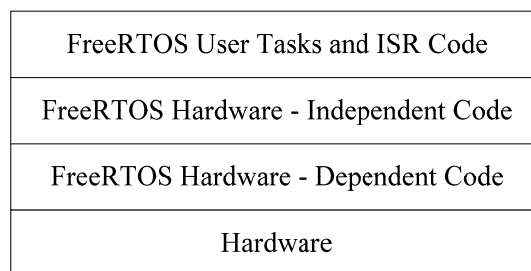 FreeRTOS User Tasks and ISR Code
FreeRTOS Hardware - Independent Code
FreeRTOS Hardware - Dependent Code
Hardware